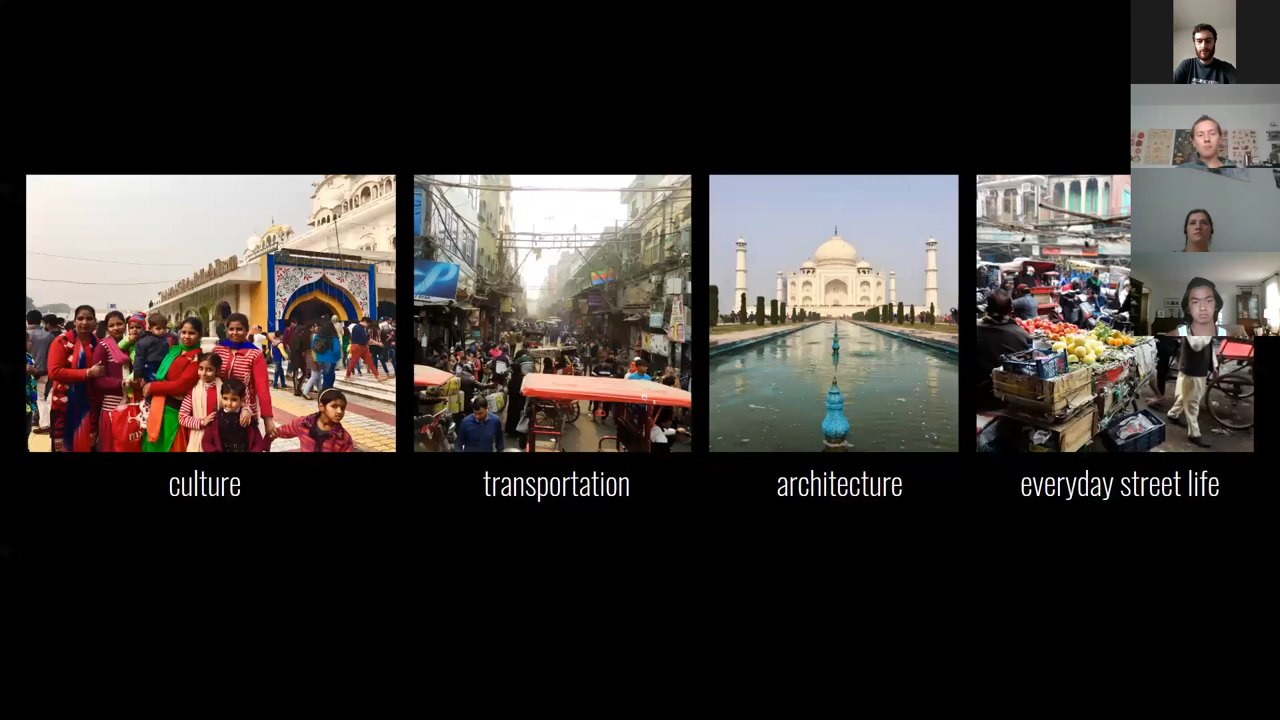 culture
transportation
architecture
everyday street life